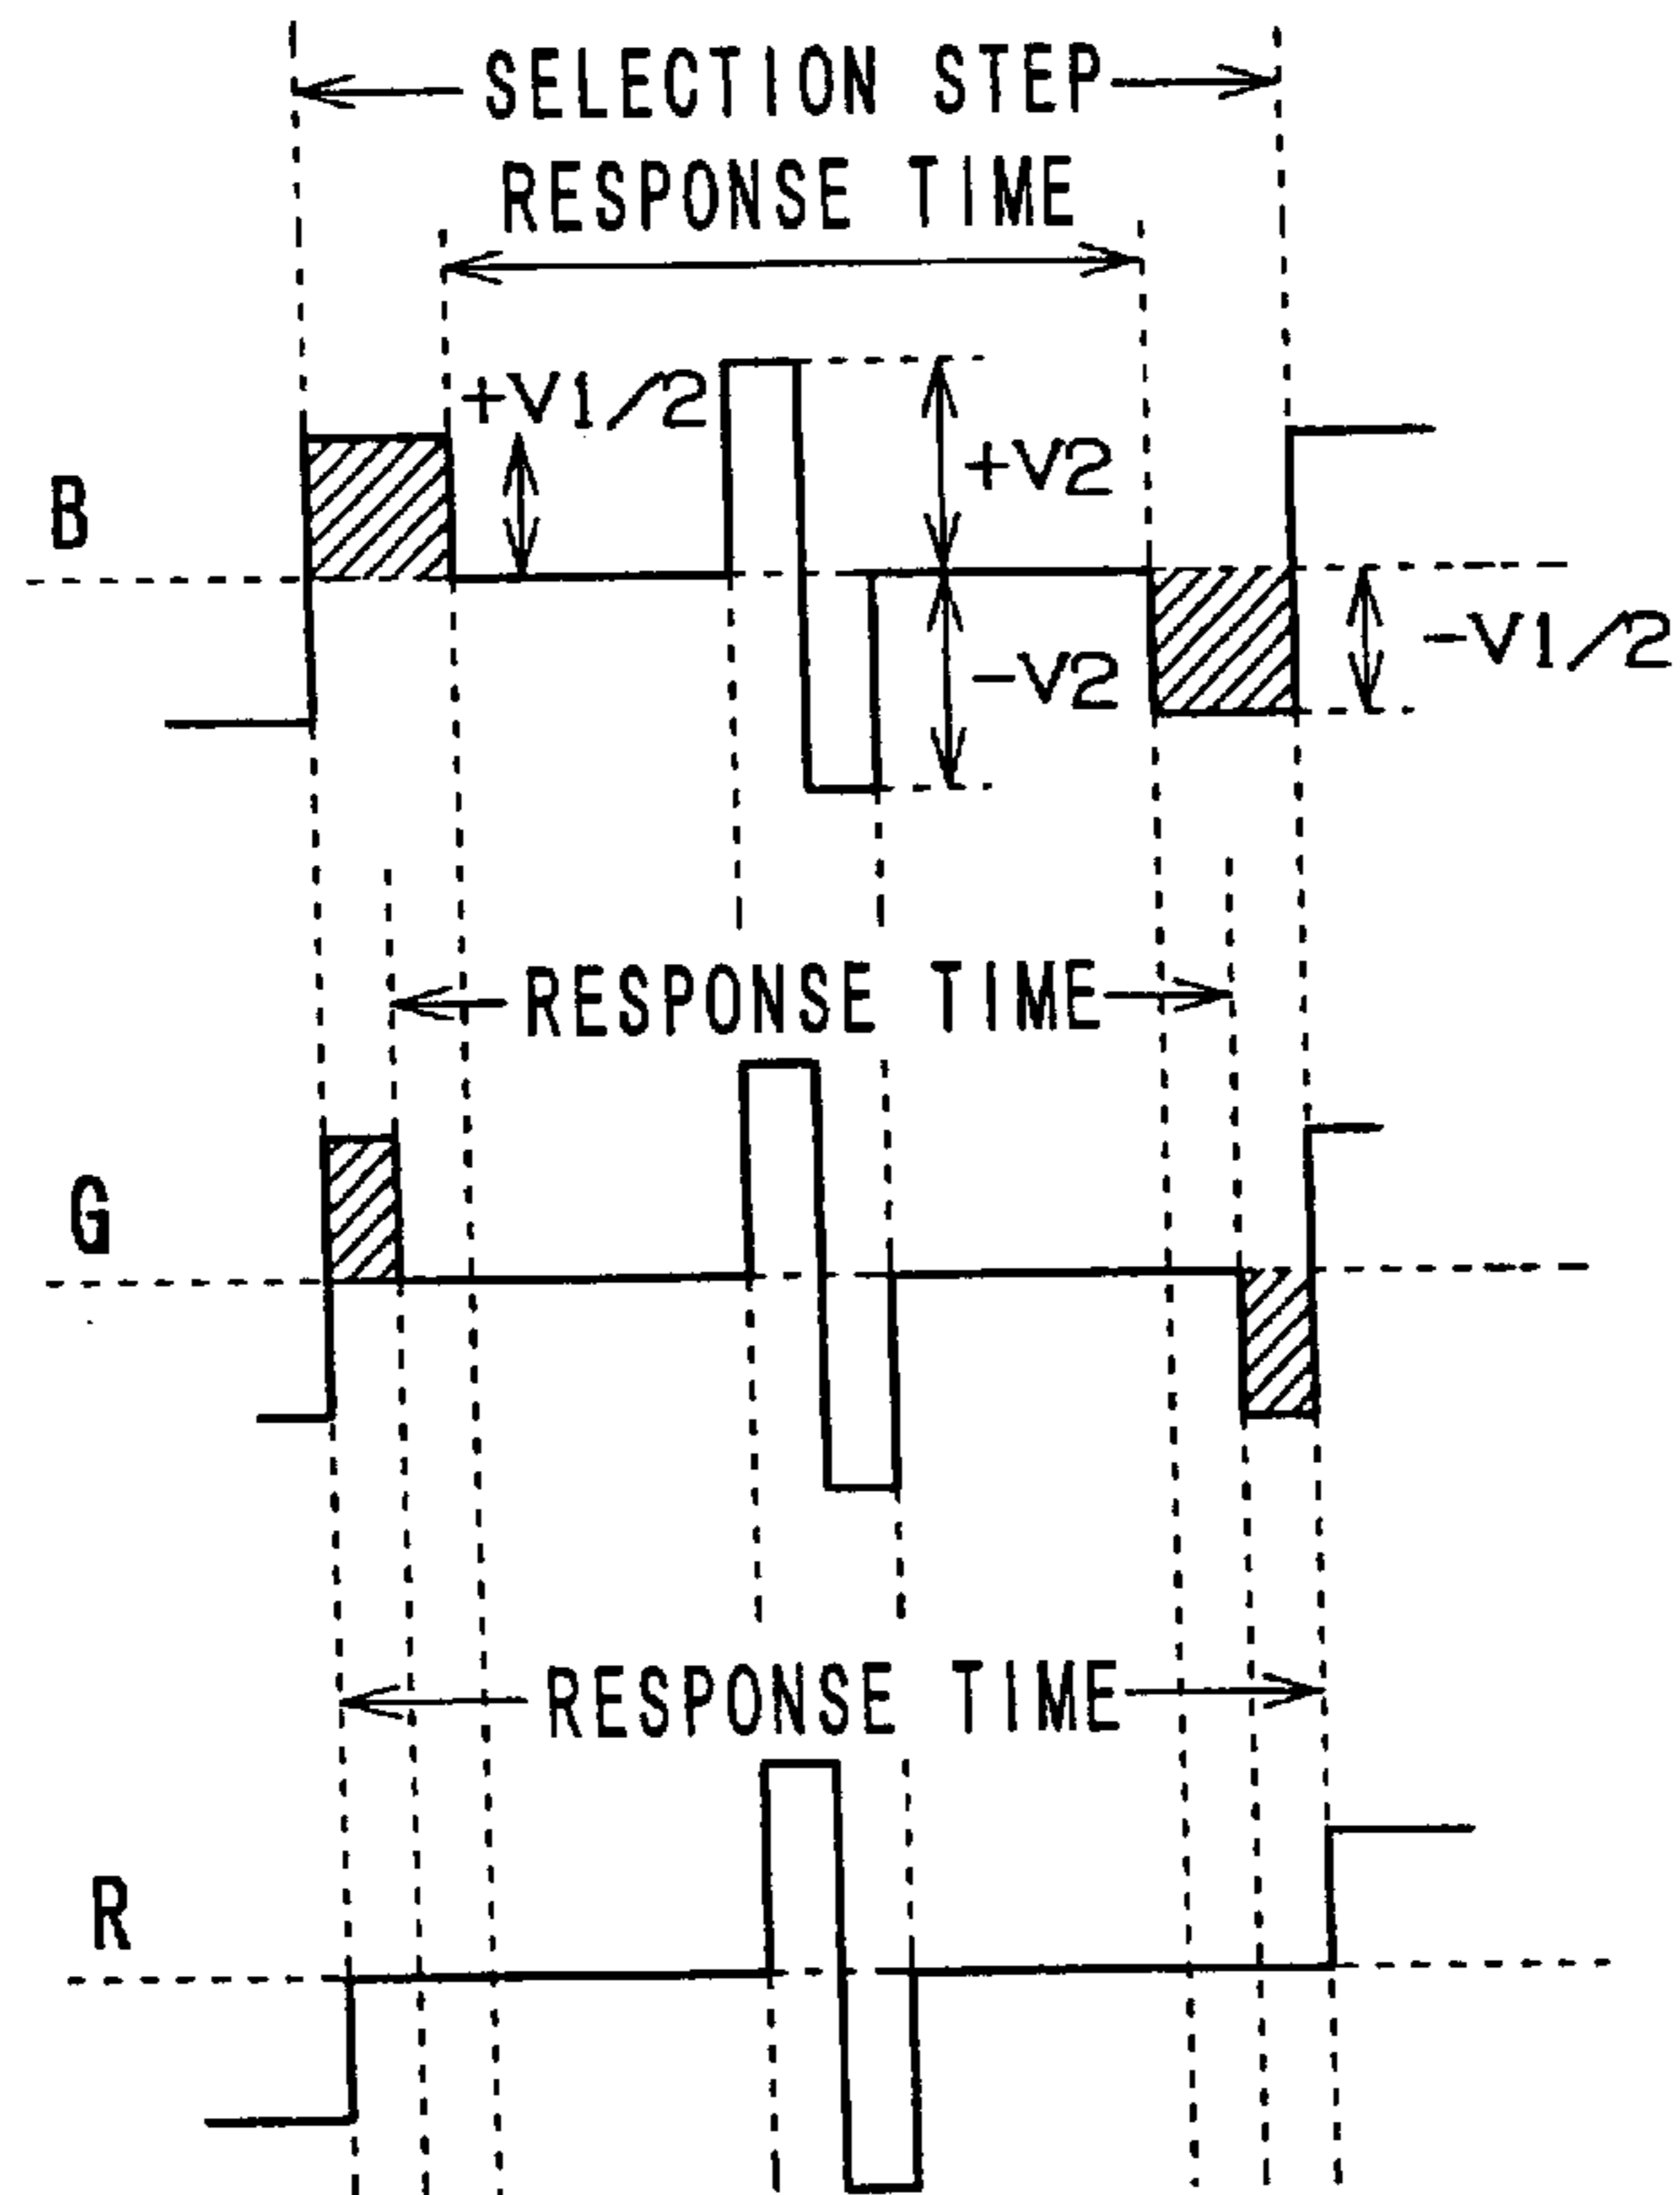 SELECTION STEP
RESPONSE TIME
+V1/2
+V2
B
-V1/2
-V2
RESPONSE TIME
G
RESPONSE TIME
R